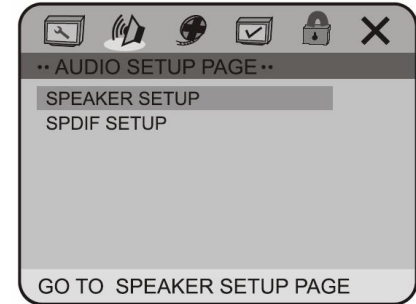 •• AUDIO SETUP PAGE ••
SPEAKER SETUP
SPDIF SETUP
GO TO SPEAKER SETUP PAGE